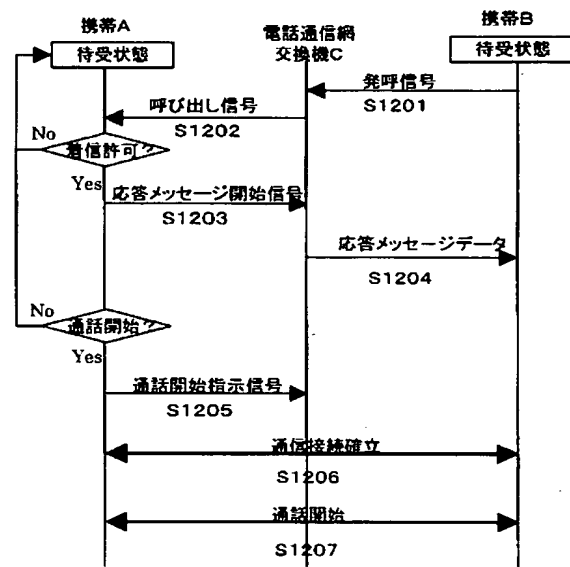 携帯A
電話通信網
交換機C
携帯B
待受状態
待受状態
発呼信号
S1201
呼び出し信号
S1202
No
着信許可?
Yes
応答メッセージ開始信号
S1203
応答メッセージデータ
S1204
No
通話開始?
Yes
通話開始指示信号
S1205
通信接続確立
S1206
通話開始
S1207